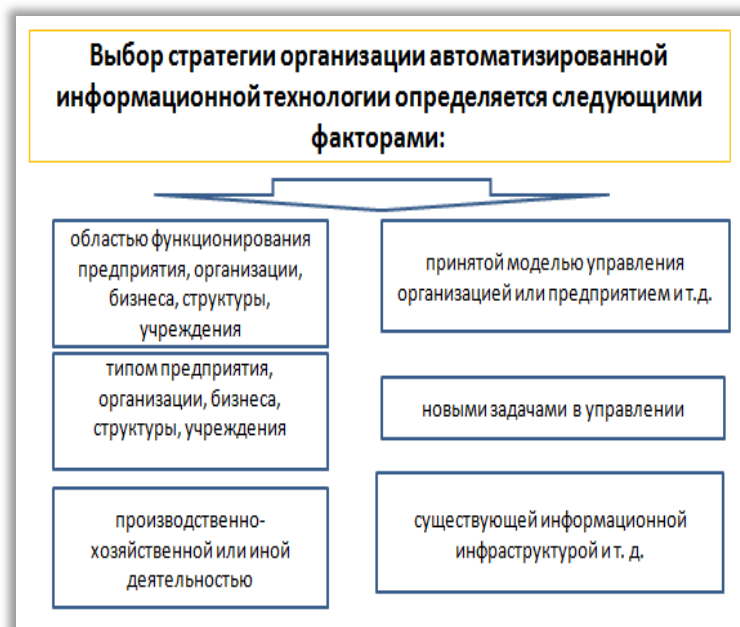 Выбор стратегии организации автоматизированной
информационной технологии определяется следующими
факторами:
областью функционирования
предприятия, организации,
бизнеса, структуры,
учреждения
принятой моделью управления
организацией или предприятием и т.д.
типом предприятия,
организации, бизнеса,
структуры, учреждения
новыми задачами в управлении
производственно-
хозяйственной или иной
деятельностью
существующей информационной
инфраструктурой и т. д.